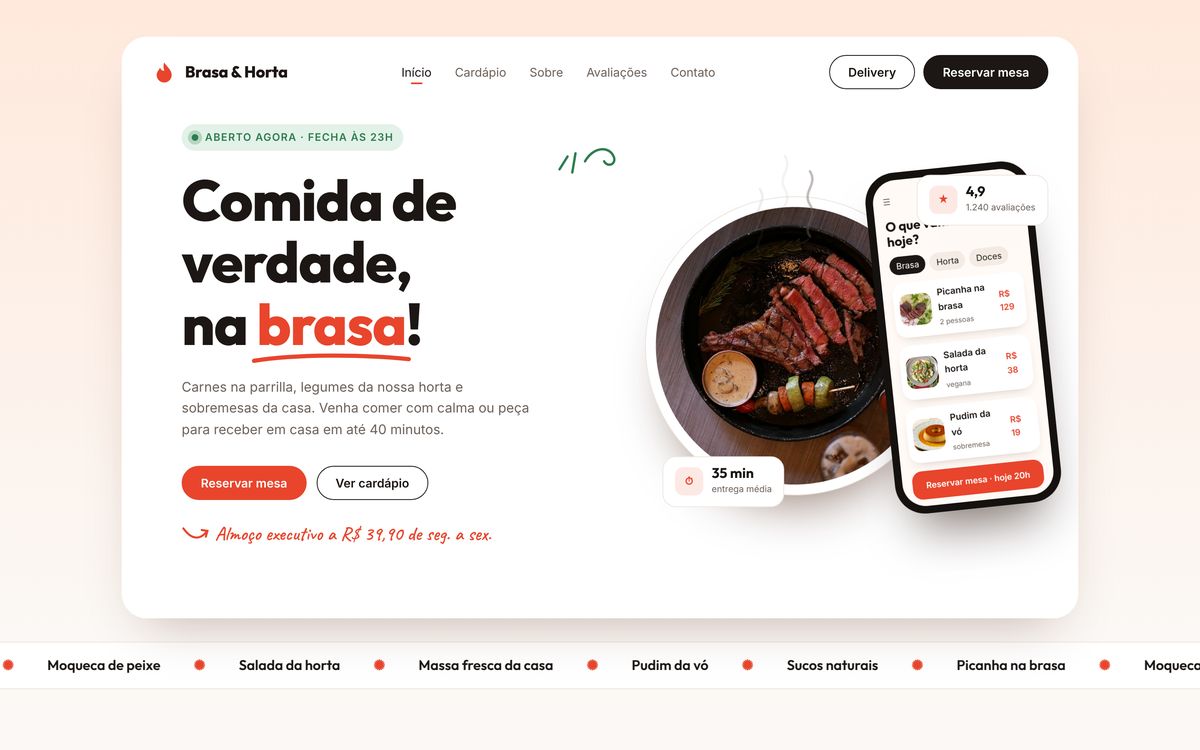 Brasa & Horta
Início
Cardápio
Sobre
Avaliações
Contato
Delivery
Reservar mesa
ABERTO AGORA · FECHA ÀS 23H
Comida de
verdade,
na brasa!
Carnes na parrilla, legumes da nossa horta e
sobremesas da casa. Venha comer com calma ou peça
para receber em casa em até 40 minutos.
Reservar mesa
Ver cardápio
Almoço executivo a R$ 39,90 de seg. a sex.
4,9
1.240 avaliações
O que
hoje?
Brasa
Horta
Doces
Picanha na
brasa
2 pessoas
R$
129
Salada da
horta
vegana
R$
38
Pudim da
vó
sobremesa
R$
19
Reservar mesa · hoje 20h
35 min
entrega média
Moqueca de peixe
Salada da horta
Massa fresca da casa
Pudim da vó
Sucos naturais
Picanha na brasa
Moqueca